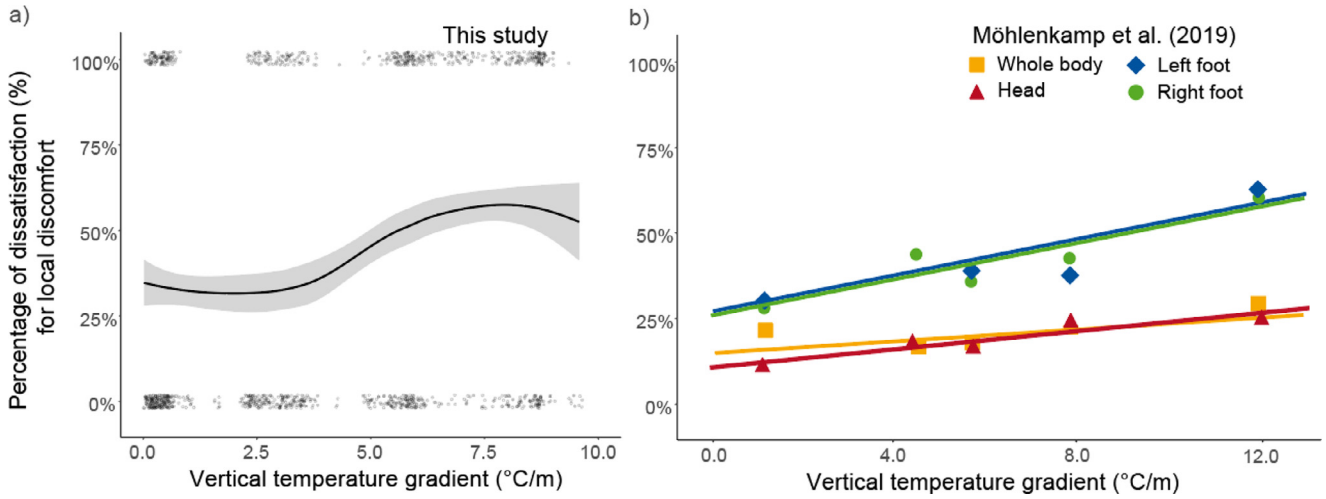 a)
This study
Percentage of dissatisfaction (%)
for local discomfort
100%
75%
50%
25%
0%
0.0 2.5 5.0 7.5 10.0
Vertical temperature gradient (°C/m)
b)
Möhlenkamp et al. (2019)
Whole body Left foot
Head Right foot
100%
75%
50%
25%
0%
0.0 4.0 8.0 12.0
Vertical temperature gradient (°C/m)